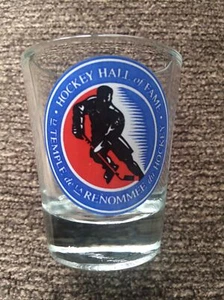 HOCKEY HALL of FAME
LE TEMPLE de LA RENOMMÉE du HOCKEY